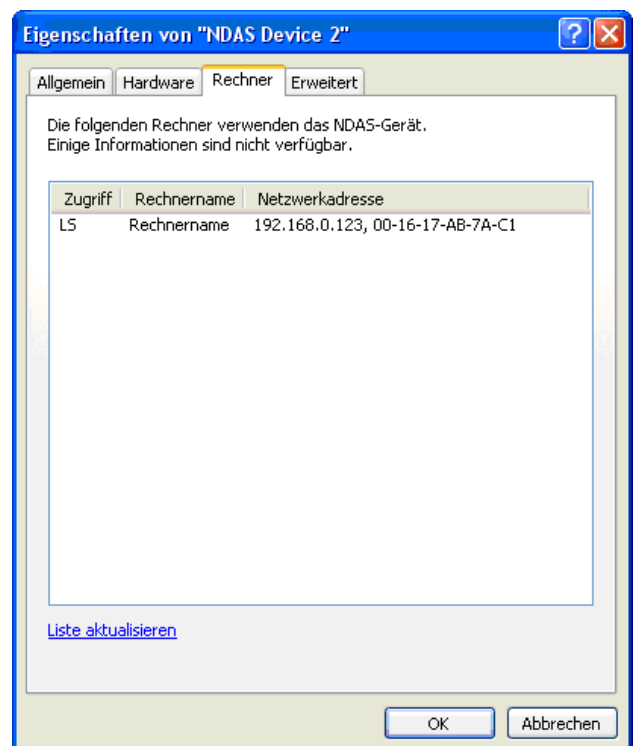 Eigenschaften von "NDAS Device 2"
Allgemein Hardware Rechner Erweitert
Die folgenden Rechner verwenden das NDAS-Gerät.
Einige Informationen sind nicht verfügbar.
Zugriff Rechnername Netzwerkadresse
LS Rechnername 192.168.0.123, 00-16-17-AB-7A-C1
Liste aktualisieren
OK Abbrechen